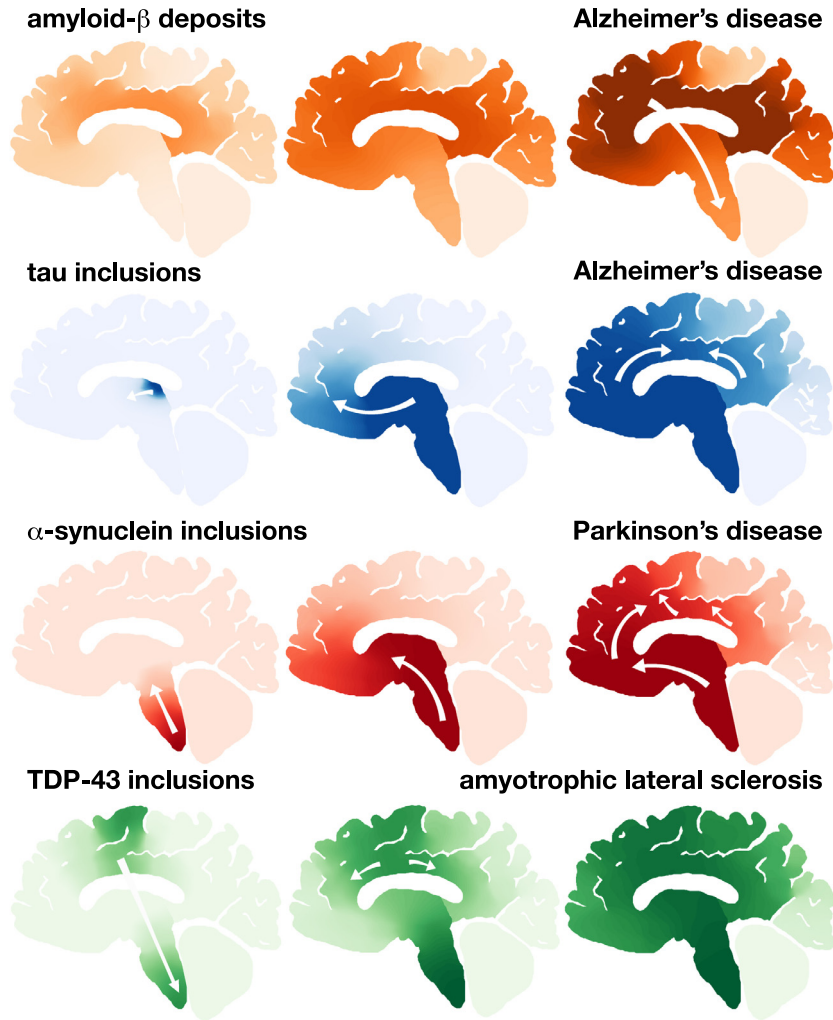 amyloid-β deposits
Alzheimer's disease
tau inclusions
Alzheimer's disease
α-synuclein inclusions
Parkinson's disease
TDP-43 inclusions
amyotrophic lateral sclerosis